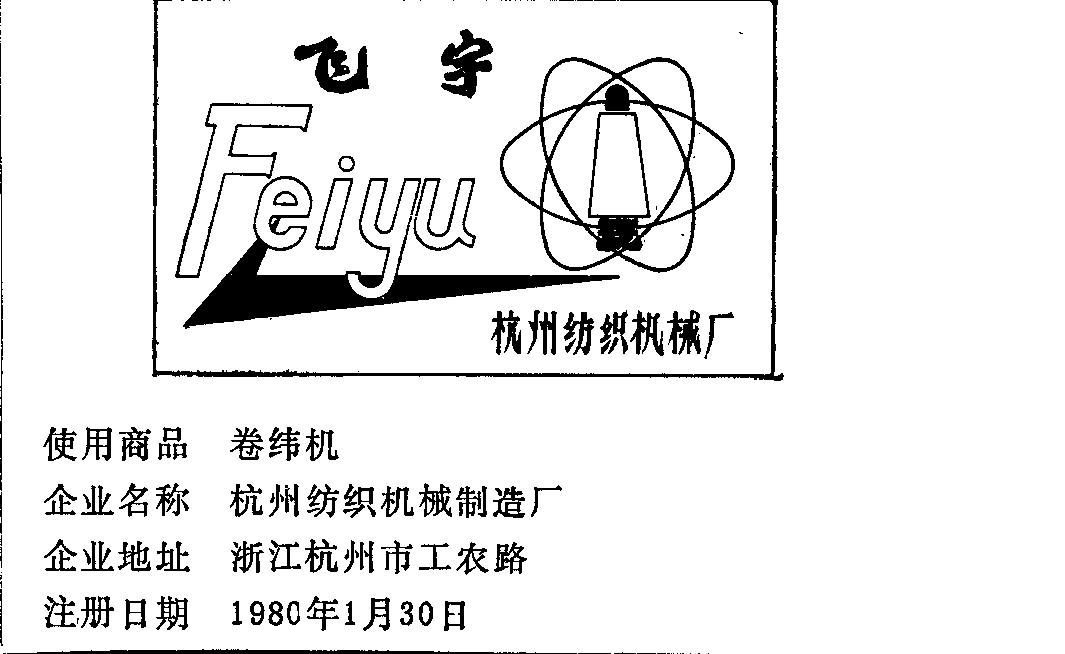 飞宇
Feiyu
杭州纺织机械厂
使用商品 卷纬机
企业名称 杭州纺织机械制造厂
企业地址 浙江杭州市工农路
注册日期 1980年1月30日